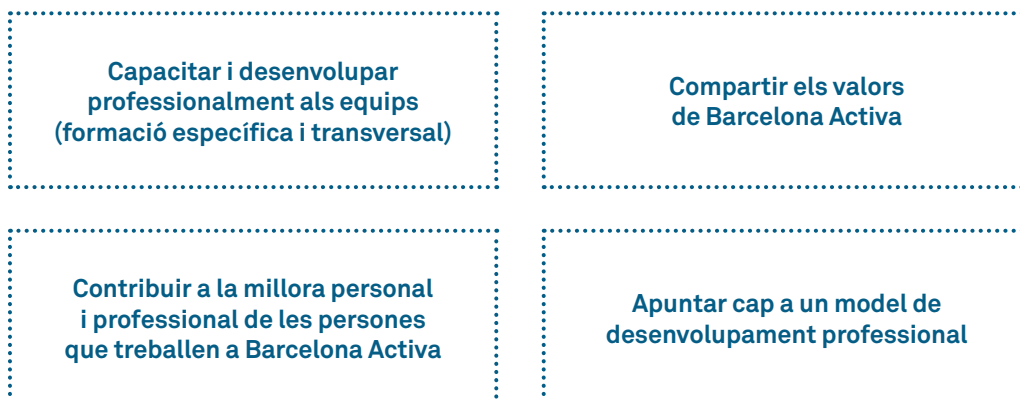 Capacitar i desenvolupar
professionalment als equips
(formació específica i transversal)
Compartir els valors
de Barcelona Activa
Contribuir a la millora personal
i professional de les persones
que treballen a Barcelona Activa
Apuntar cap a un model de
desenvolupament professional